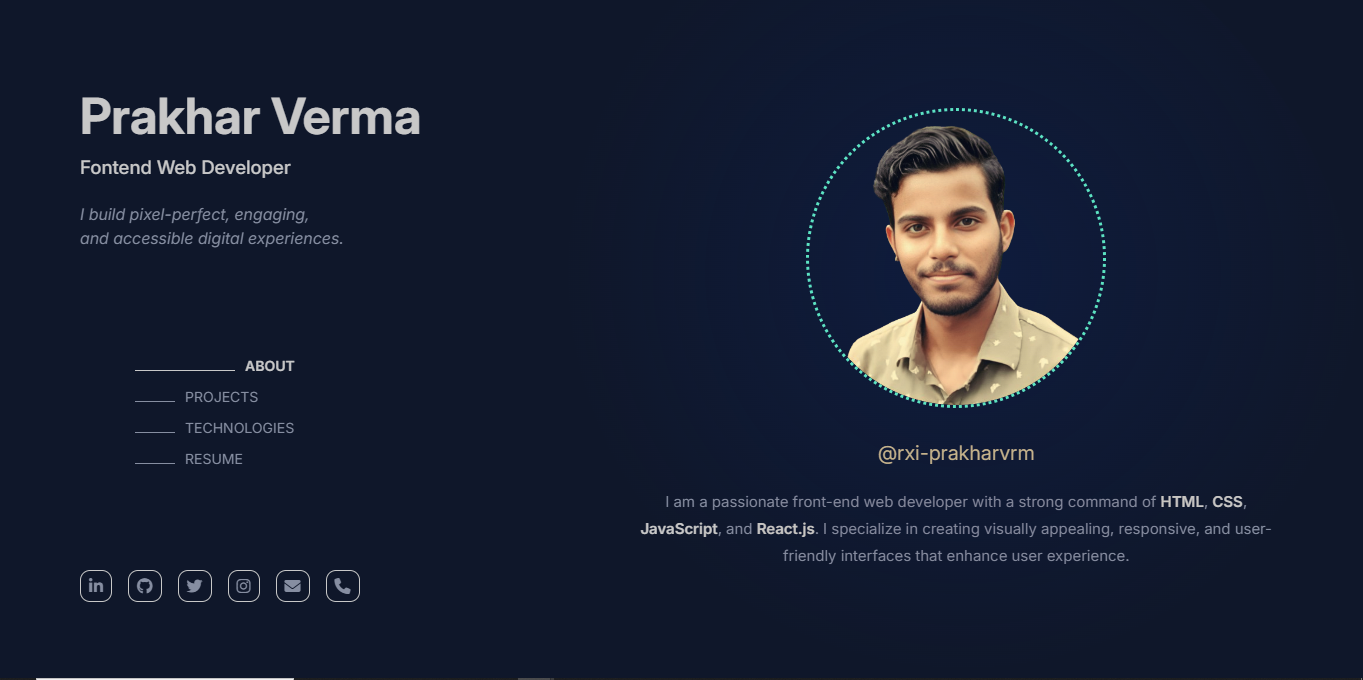 Prakhar Verma
Fontend Web Developer
I build pixel-perfect, engaging,
and accessible digital experiences.
ABOUT
PROJECTS
TECHNOLOGIES
RESUME
@rxi-prakharvrm
I am a passionate front-end web developer with a strong command of HTML, CSS,
JavaScript, and React.js. I specialize in creating visually appealing, responsive, and user-
friendly interfaces that enhance user experience.